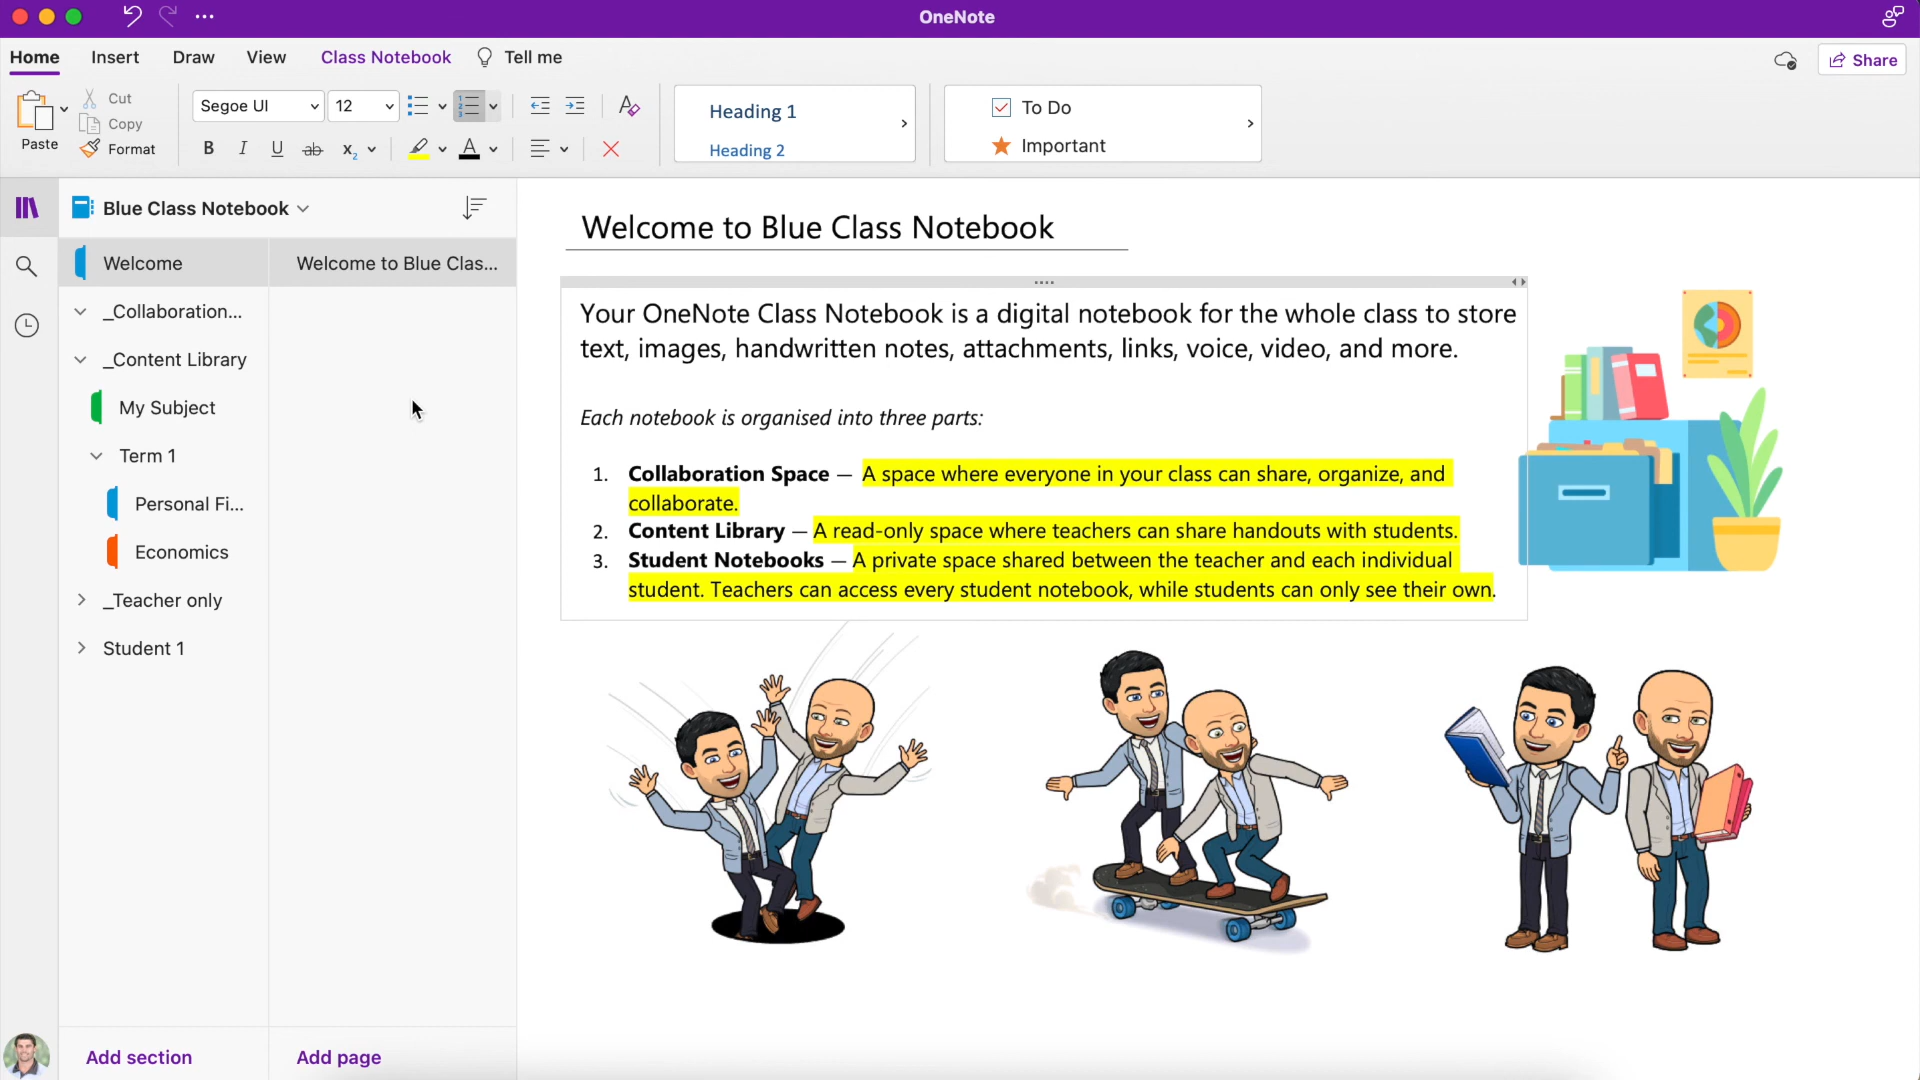 OneNote
Home Insert Draw View Class Notebook Tell me
Share
Paste
Cut
Copy
Format
Segoe UI 12
B I U ab x₂ A
Heading 1
Heading 2
To Do
Important
Blue Class Notebook
Welcome
_Collaboration...
_Content Library
My Subject
Term 1
Personal Fi...
Economics
_Teacher only
Student 1
Add section
Welcome to Blue Clas...
Add page
Welcome to Blue Class Notebook
Your OneNote Class Notebook is a digital notebook for the whole class to store
text, images, handwritten notes, attachments, links, voice, video, and more.
Each notebook is organised into three parts:
1. Collaboration Space — A space where everyone in your class can share, organize, and
collaborate.
2. Content Library — A read-only space where teachers can share handouts with students.
3. Student Notebooks — A private space shared between the teacher and each individual
student. Teachers can access every student notebook, while students can only see their own.